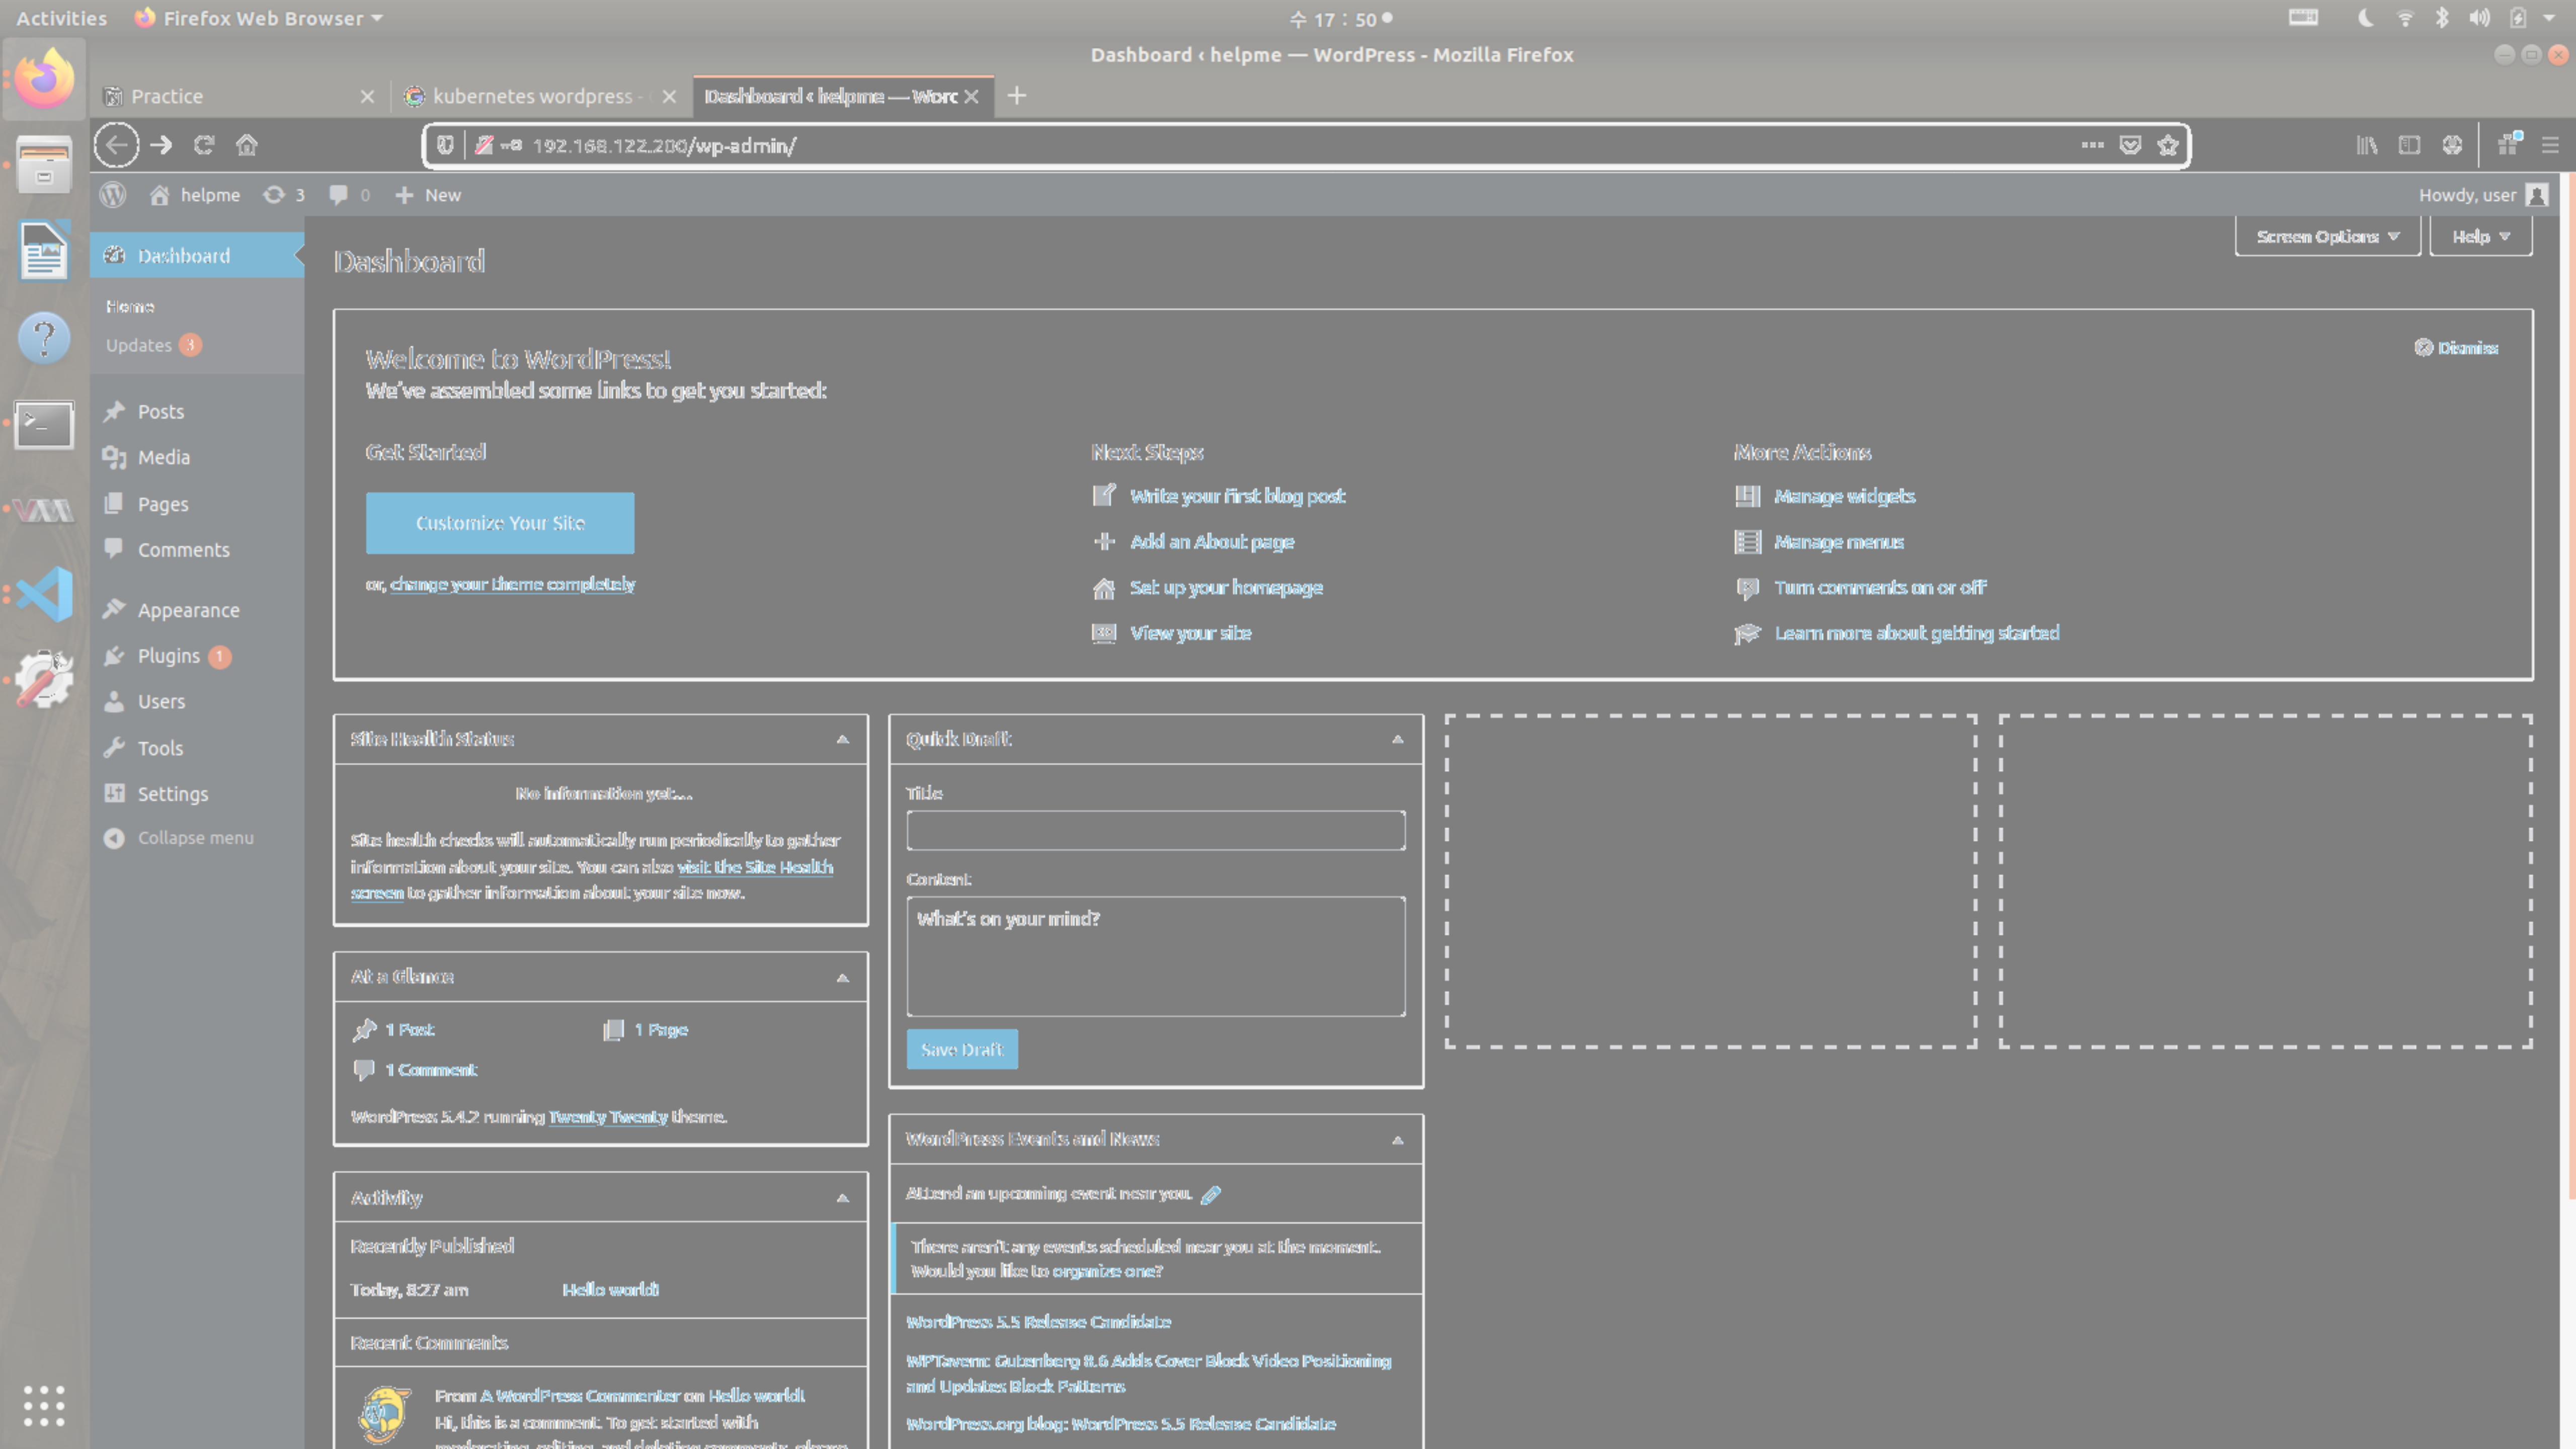 Activities
Firefox Web Browser
수 17 : 50
Dashboard ‹ helpme — WordPress - Mozilla Firefox
Practice
kubernetes wordpress -
Dashboard ‹ helpme — Worc
192.168.122.200/wp-admin/
helpme
3
0
New
Howdy, user
Dashboard
Home
Updates 3
Posts
Media
Pages
Comments
Appearance
Plugins 1
Users
Tools
Settings
Collapse menu
Dashboard
Screen Options
Help
Welcome to WordPress!
We've assembled some links to get you started:
Dismiss
Get Started
Customize Your Site
or, change your theme completely
Next Steps
Write your first blog post
Add an About page
Set up your homepage
View your site
More Actions
Manage widgets
Manage menus
Turn comments on or off
Learn more about getting started
Site Health Status
No information yet…
Site health checks will automatically run periodically to gather
information about your site. You can also visit the Site Health
screen to gather information about your site now.
At a Glance
1 Post
1 Page
1 Comment
WordPress 5.4.2 running Twenty Twenty theme.
Activity
Recently Published
Today, 8:27 am
Hello world!
Recent Comments
From A WordPress Commenter on Hello world!
Hi, this is a comment. To get started with
moderating, editing, and deleting comments, please
Quick Draft
Title
Content
What's on your mind?
Save Draft
WordPress Events and News
Attend an upcoming event near you.
There aren't any events scheduled near you at the moment.
Would you like to organize one?
WordPress 5.5 Release Candidate
WPTavern: Gutenberg 8.6 Adds Cover Block Video Positioning
and Updates Block Patterns
WordPress.org blog: WordPress 5.5 Release Candidate